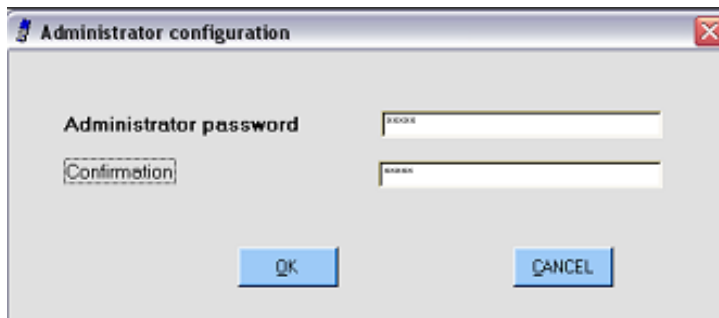 Administrator configuration
Administrator password
*****
Confirmation
*****
OK
CANCEL